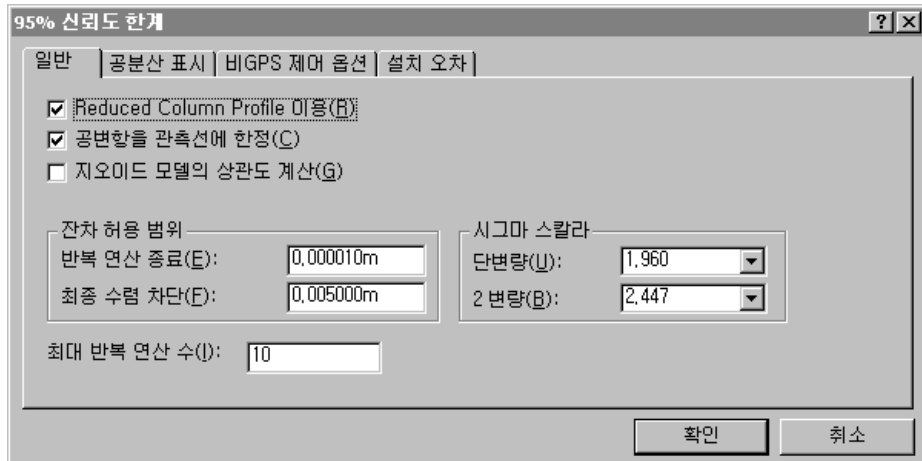 95% 신뢰도 한계
일반 공분산 표시 비GPS 제어 옵션 설치 오차
Reduced Column Profile 이용(R)
공변항을 관측선에 한정(C)
지오이드 모델의 상관도 계산(G)
잔차 허용 범위
반복 연산 종료(E): 0,000010m
최종 수렴 차단(F): 0,005000m
시그마 스칼라
단변량(U): 1,960
2 변량(B): 2,447
최대 반복 연산 수(I): 10
확인 취소